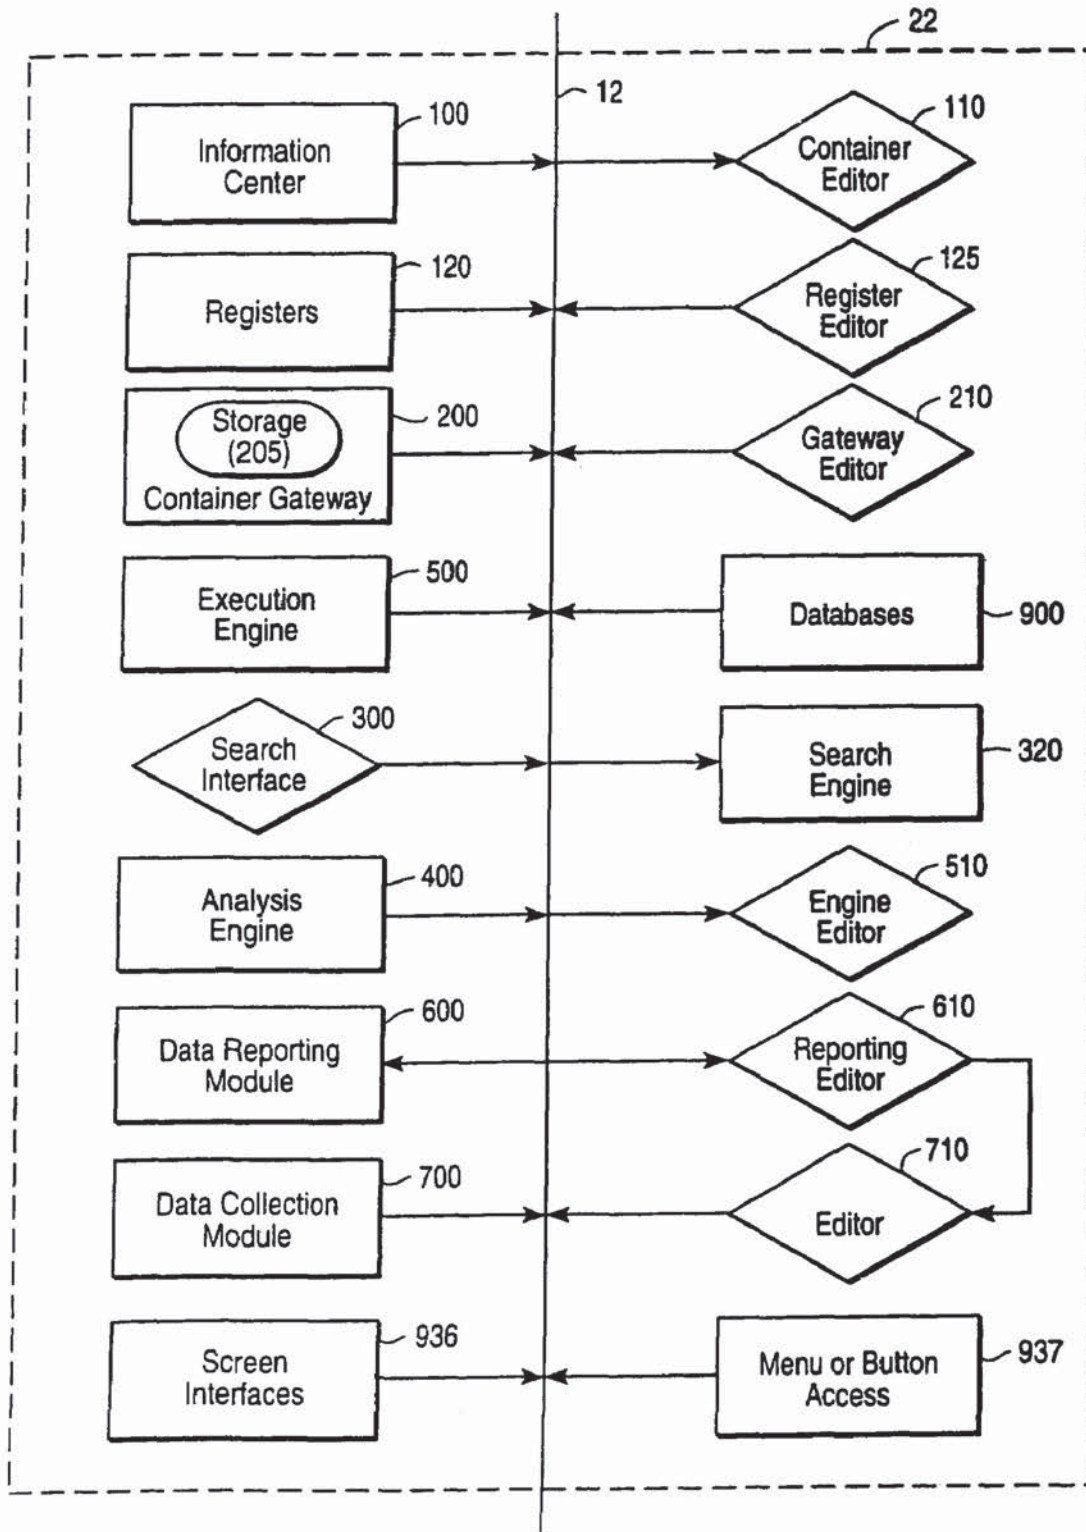 22
12
100
Information
Center
110
Container
Editor
120
Registers
125
Register
Editor
200
Storage
(205)
Container Gateway
210
Gateway
Editor
500
Execution
Engine
Databases
900
300
Search
Interface
Search
Engine
320
400
Analysis
Engine
510
Engine
Editor
600
Data Reporting
Module
610
Reporting
Editor
700
Data Collection
Module
710
Editor
936
Screen
Interfaces
Menu or Button
Access
937